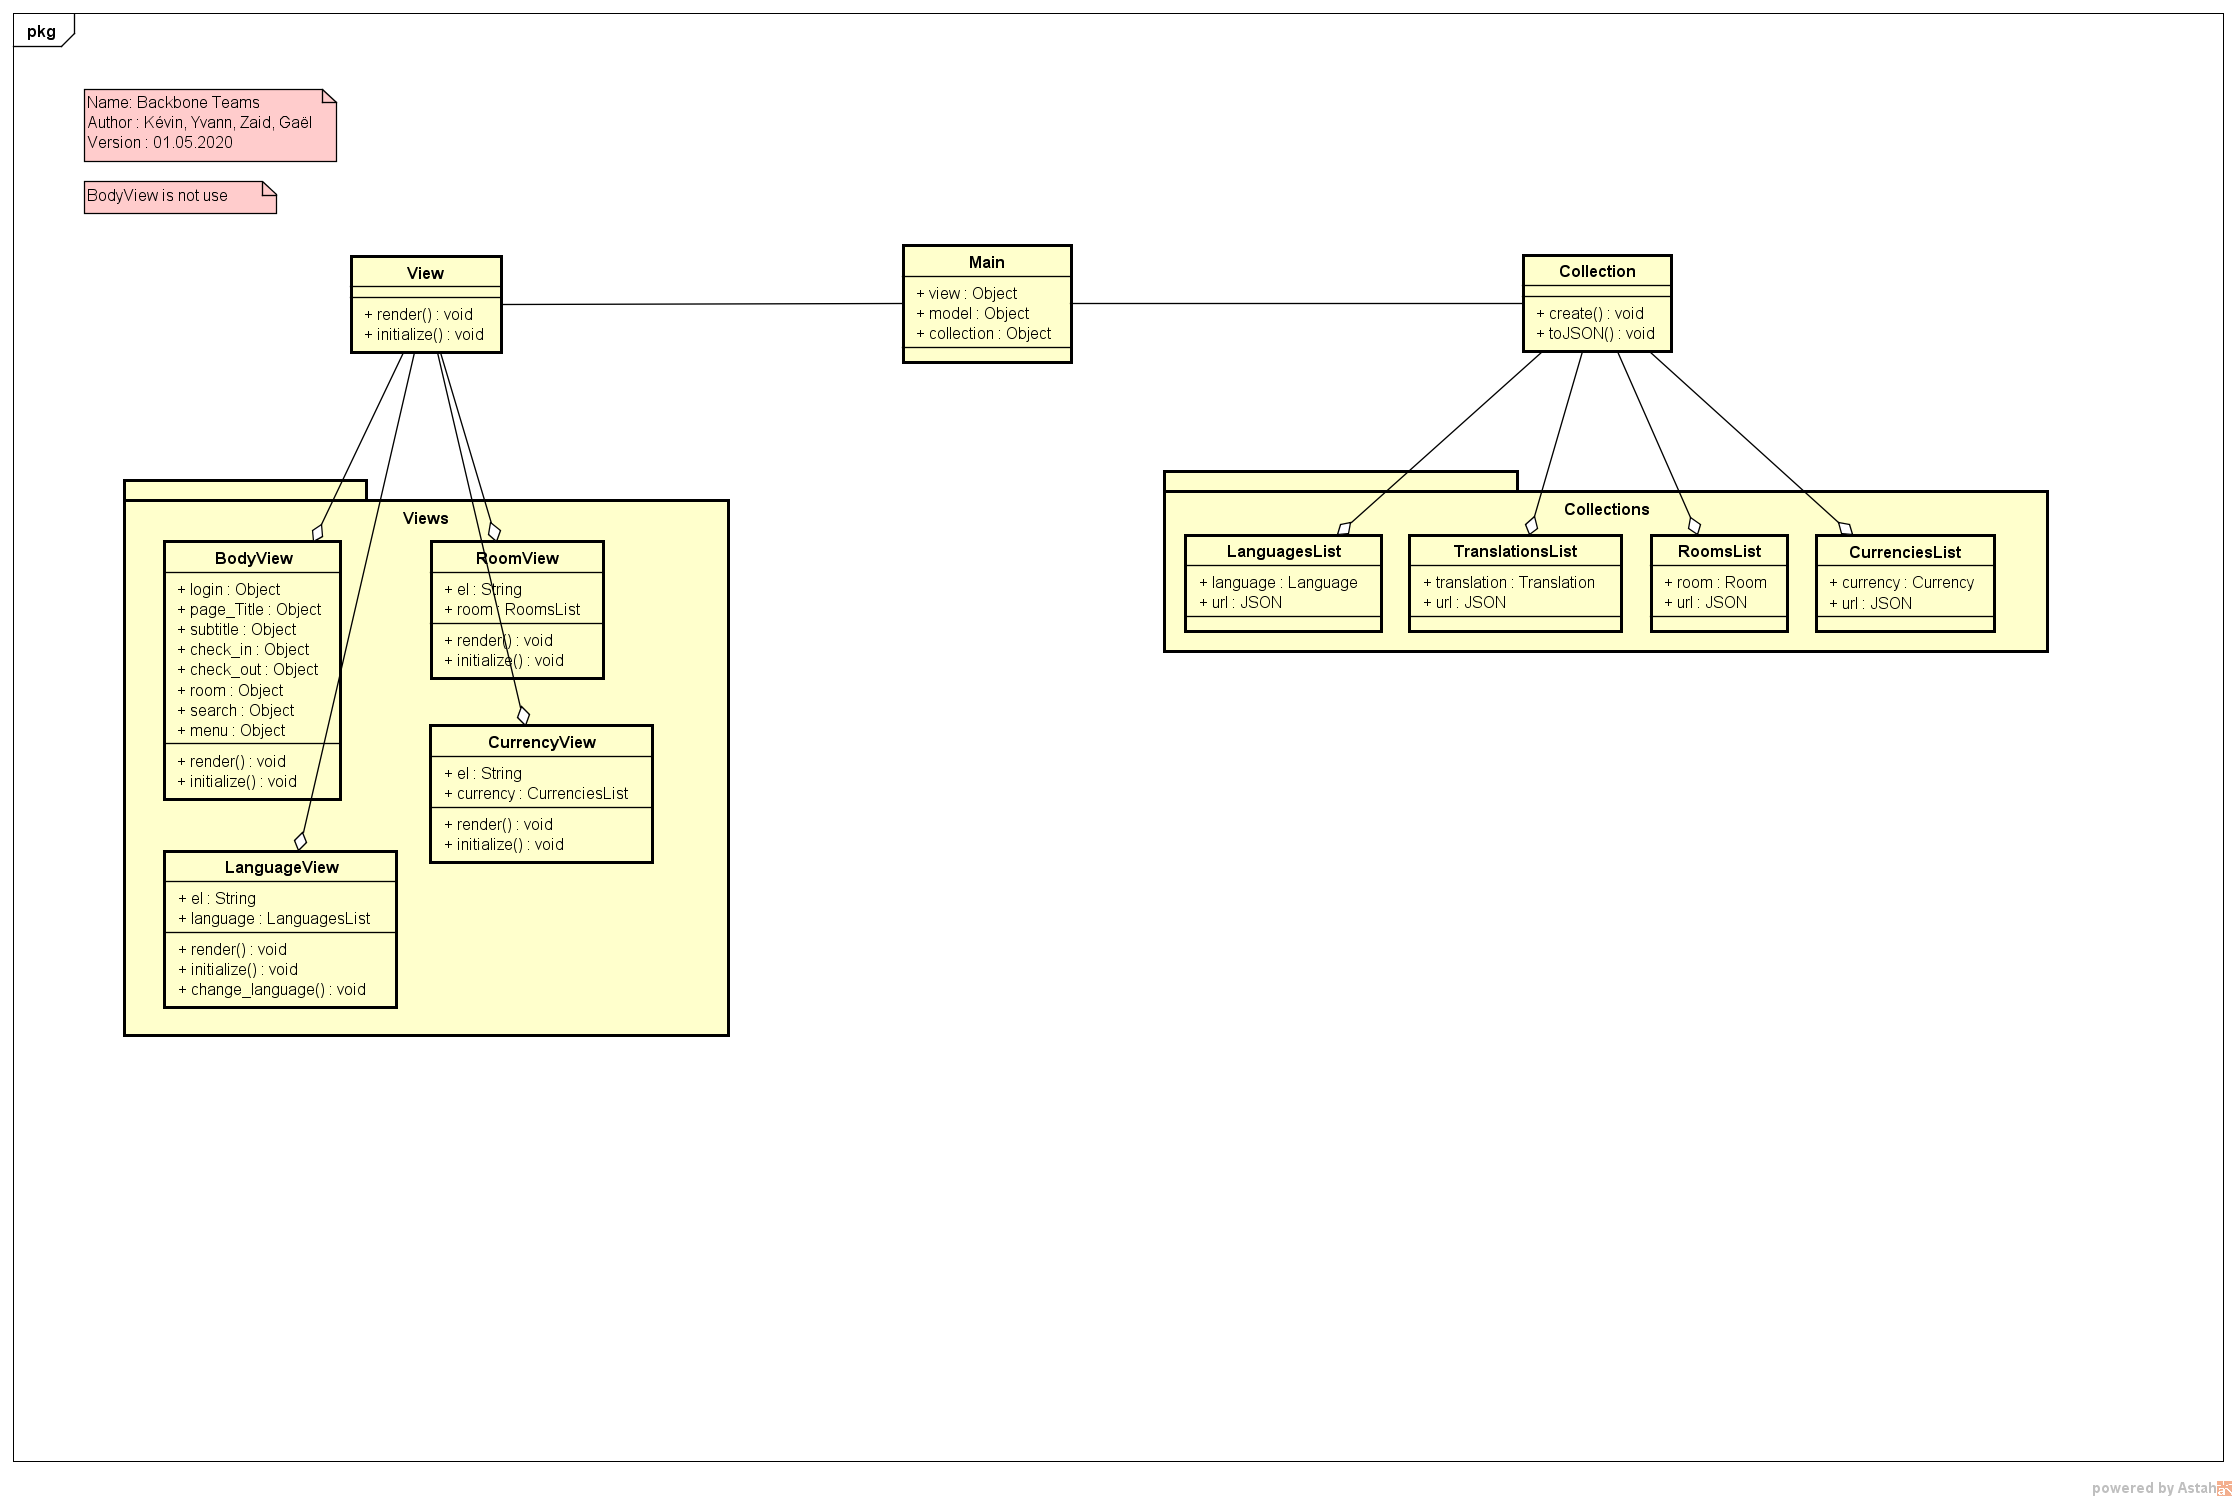 pkg
Name: Backbone Teams
Author : Kévin, Yvann, Zaid, Gaël
Version : 01.05.2020
BodyView is not use
View
+ render() : void
+ initialize() : void
Main
+ view : Object
+ model : Object
+ collection : Object
Collection
+ create() : void
+ toJSON() : void
Views
BodyView
+ login : Object
+ page_Title : Object
+ subtitle : Object
+ check_in : Object
+ check_out : Object
+ room : Object
+ search : Object
+ menu : Object
+ render() : void
+ initialize() : void
RoomView
+ el : String
+ room : RoomsList
+ render() : void
+ initialize() : void
CurrencyView
+ el : String
+ currency : CurrenciesList
+ render() : void
+ initialize() : void
LanguageView
+ el : String
+ language : LanguagesList
+ render() : void
+ initialize() : void
+ change_language() : void
Collections
LanguagesList
+ language : Language
+ url : JSON
TranslationsList
+ translation : Translation
+ url : JSON
RoomsList
+ room : Room
+ url : JSON
CurrenciesList
+ currency : Currency
+ url : JSON
powered by Astah